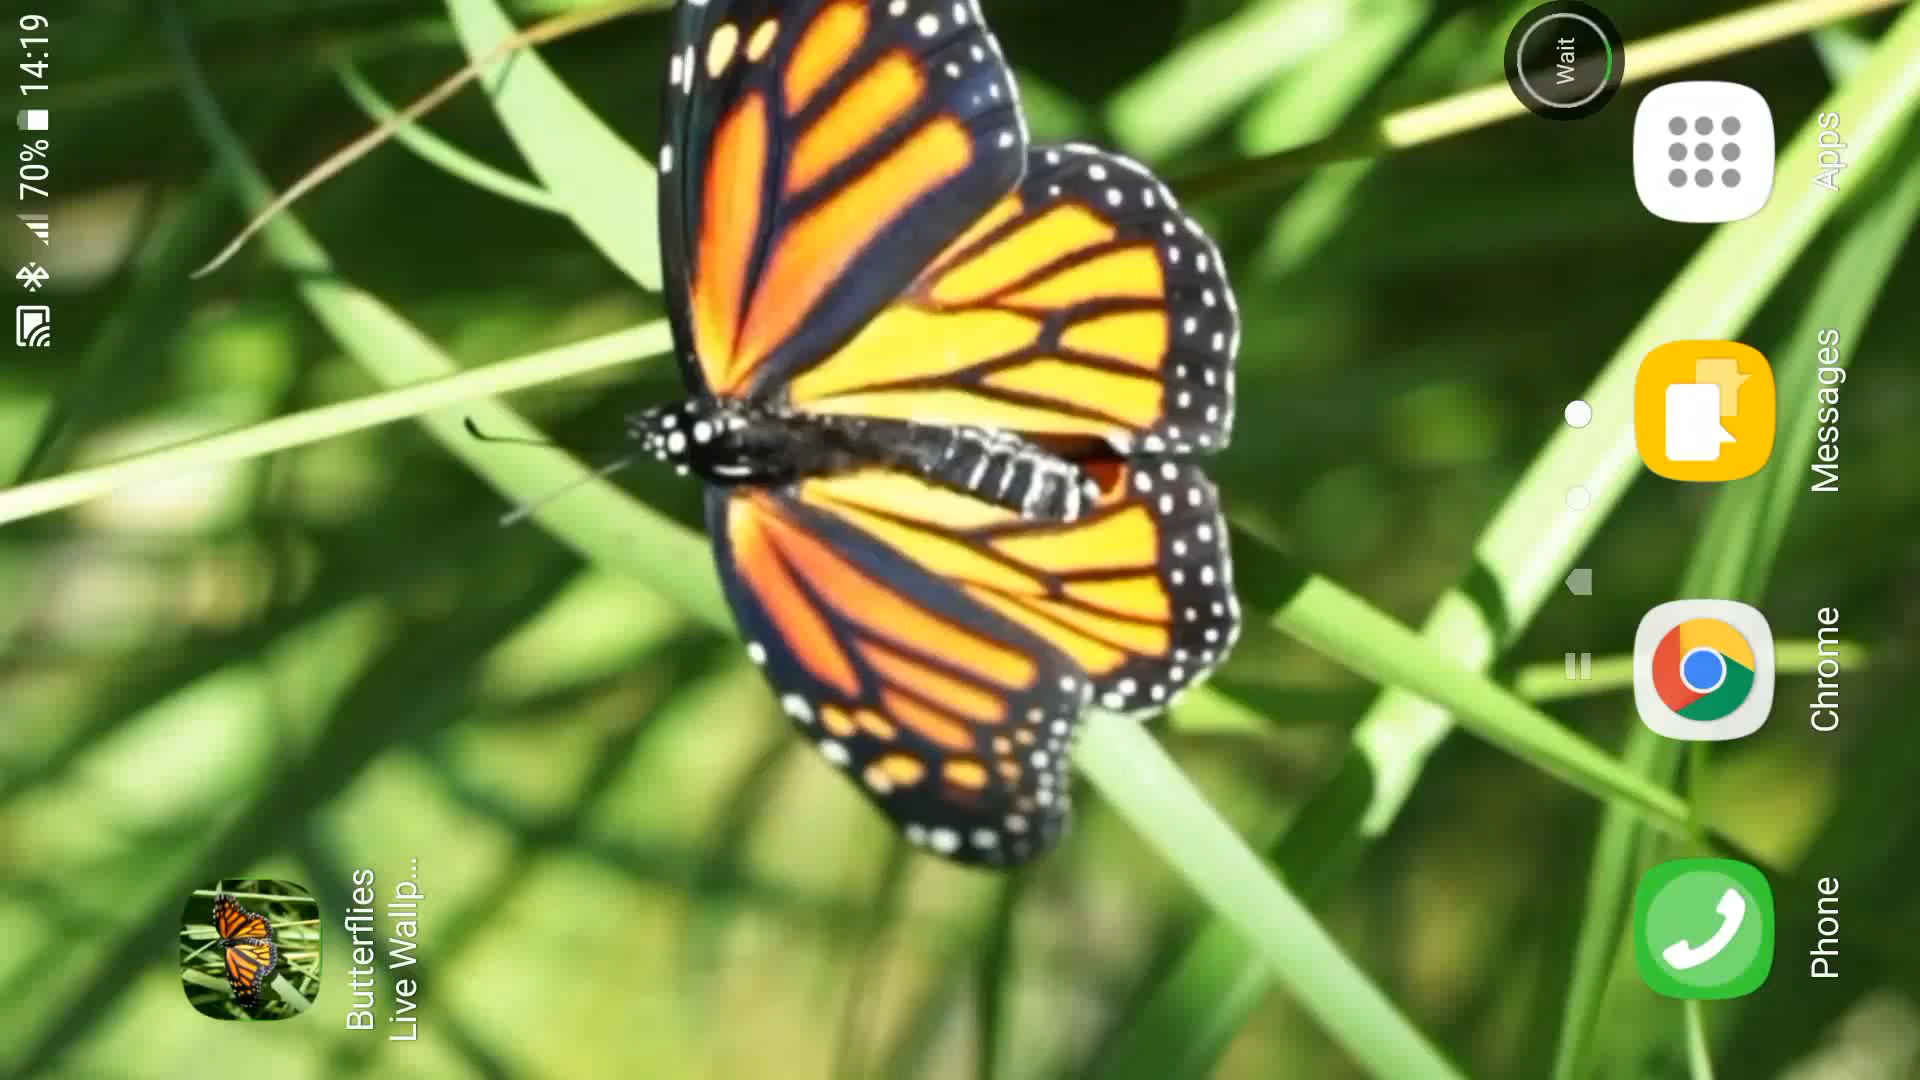 70% 14:19
Wait
Butterflies
Live Wallp...
Phone
Chrome
Messages
Apps